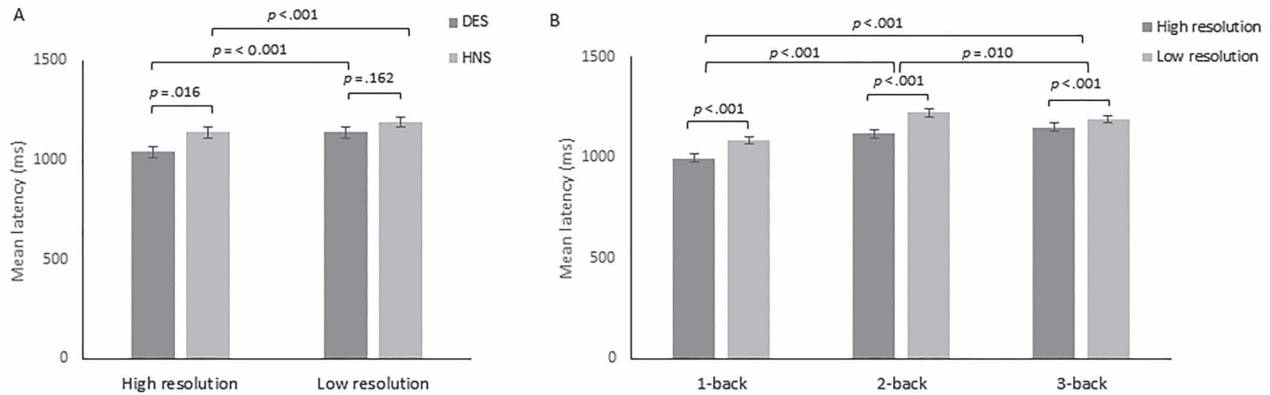 A
p < .001
DES
HNS
p = < 0.001
p = .016
p = .162
1500
1000
500
0
Mean latency (ms)
High resolution
Low resolution
B
p < .001
High resolution
Low resolution
p < .001
p = .010
p < .001
p < .001
p < .001
1500
1000
500
0
Mean latency (ms)
1-back
2-back
3-back